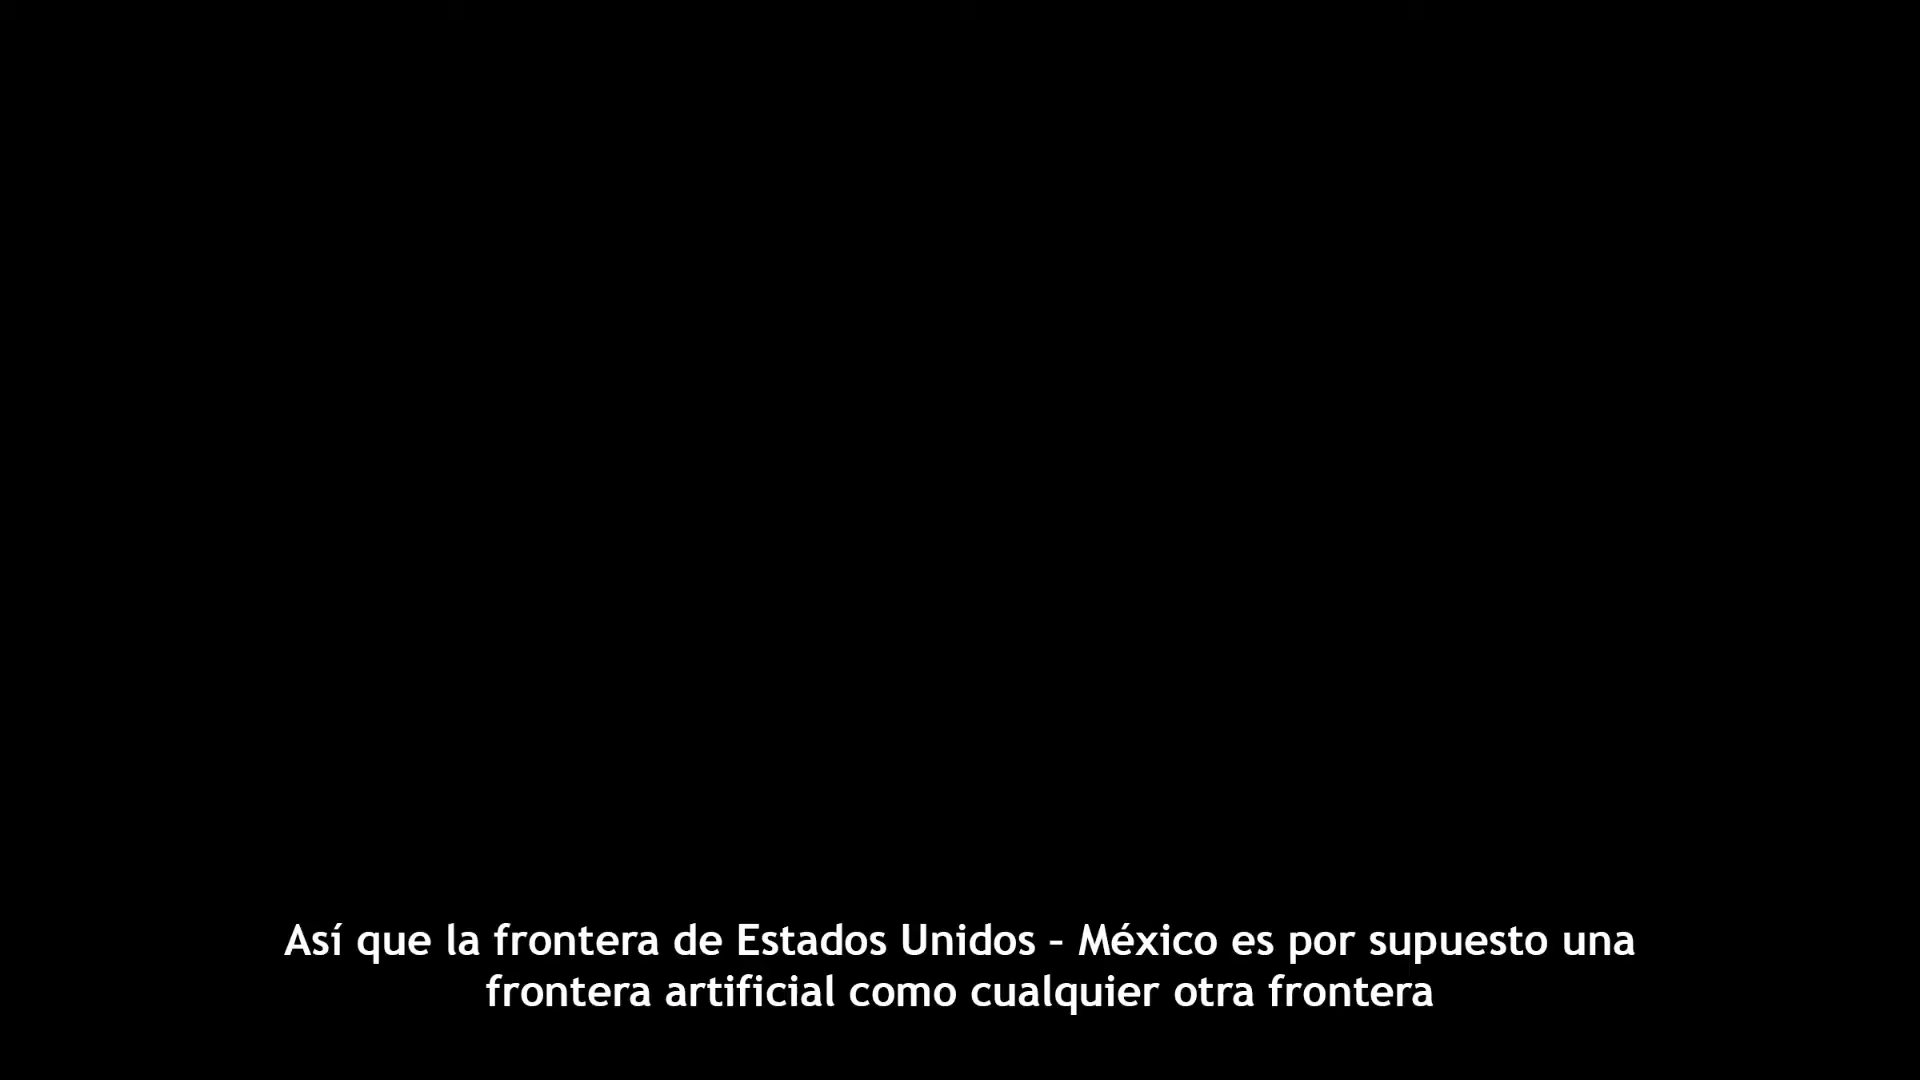 Así que la frontera de Estados Unidos – México es por supuesto una
frontera artificial como cualquier otra frontera